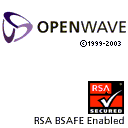 OPENWAVE
©1999-2003
RSA
SECURED
RSA BSAFE Enabled